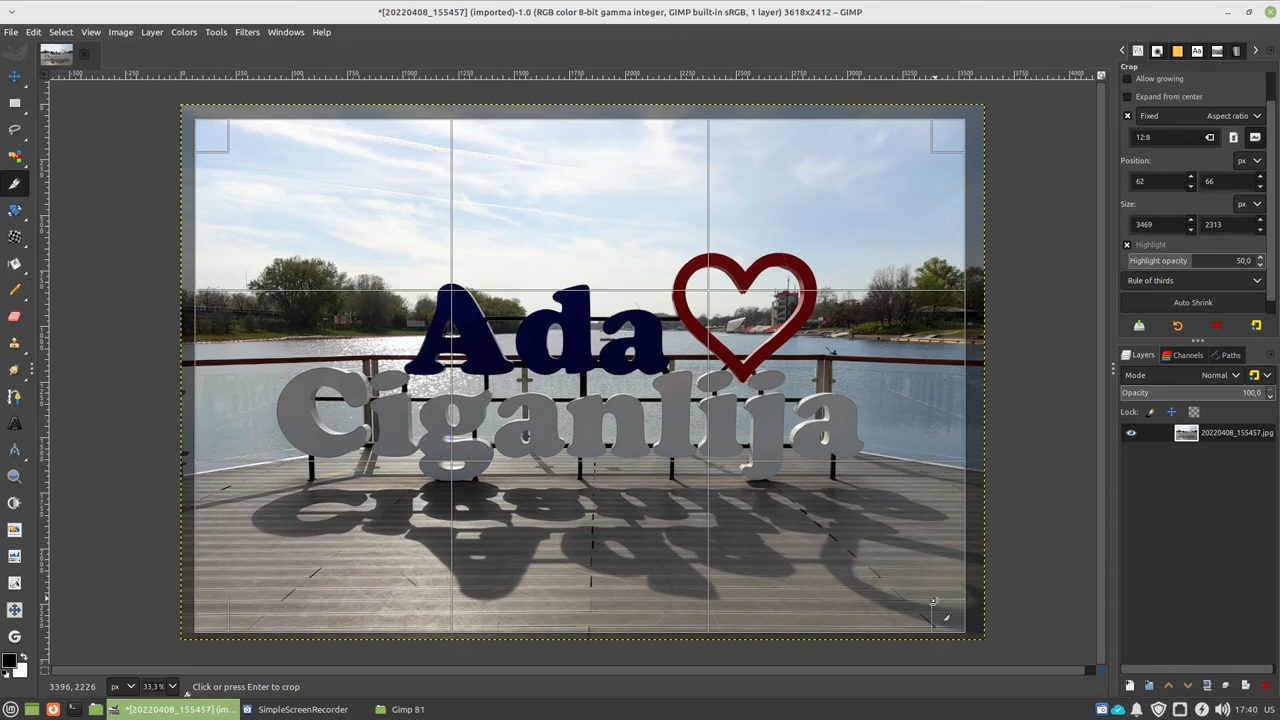 *[20220408_155457] (imported)-1.0 (RGB color 8-bit gamma integer, GIMP built-in sRGB, 1 layer) 3618x2412 – GIMP
File Edit Select View Image Layer Colors Tools Filters Windows Help
Crop
Allow growing
Expand from center
Fixed Aspect ratio
12:8
Position: px
62 66
Size: px
3469 2313
Highlight
Highlight opacity 50,0
Rule of thirds
Auto Shrink
Layers Channels Paths
Mode Normal
Opacity 100,0
Lock:
20220408_155457.jpg
Ada
Ciganlija
3396, 2226 px 33,3 % Click or press Enter to crop
*[20220408_155457] (im... SimpleScreenRecorder Gimp 81 17:40 US